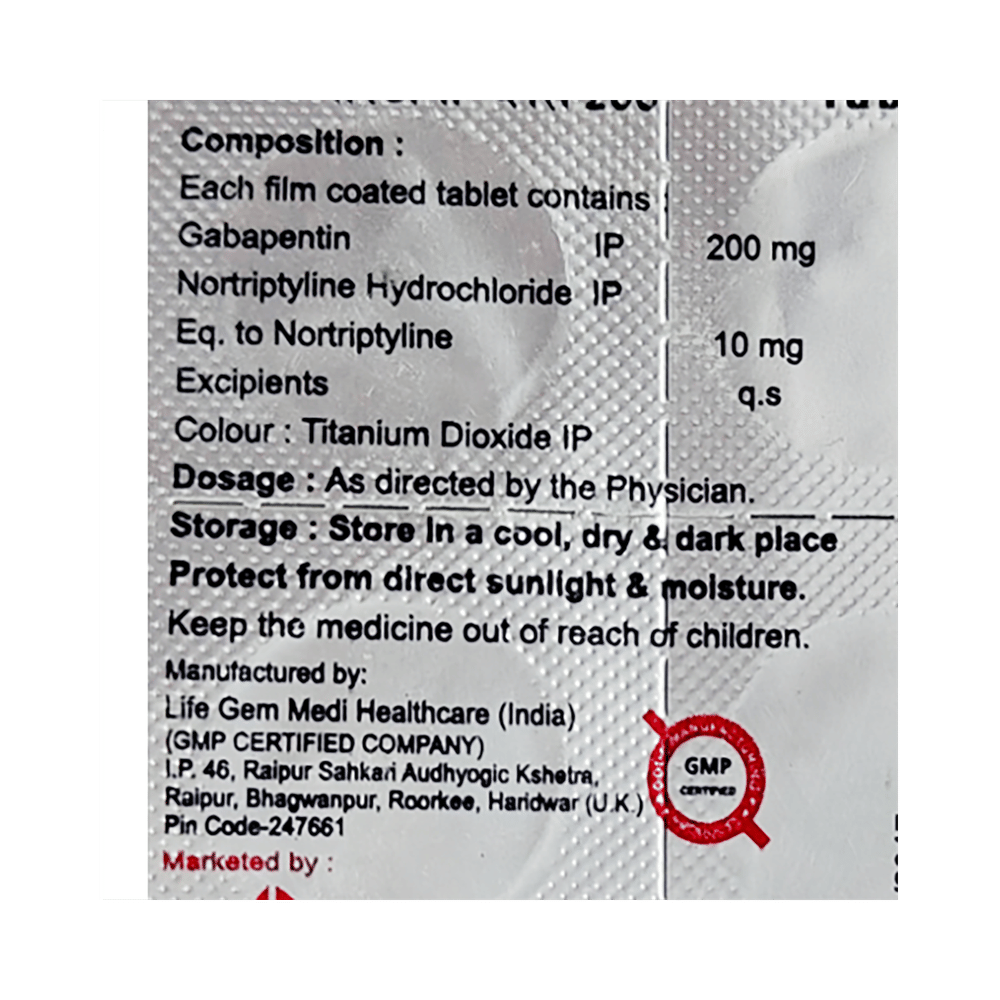 Composition :
Each film coated tablet contains :
Gabapentin IP 200 mg
Nortriptyline Hydrochloride IP
Eq. to Nortriptyline 10 mg
Excipients q.s
Colour : Titanium Dioxide IP
Dosage : As directed by the Physician.
Storage : Store in a cool, dry & dark place
Protect from direct sunlight & moisture.
Keep the medicine out of reach of children.
Manufactured by:
Life Gem Medi Healthcare (India)
(GMP CERTIFIED COMPANY)
I.P. 46, Raipur Sahkari Audhyogic Kshetra,
Raipur, Bhagwanpur, Roorkee, Haridwar (U.K.)
Pin Code-247661
GMP
CERTIFIED
Marketed by :